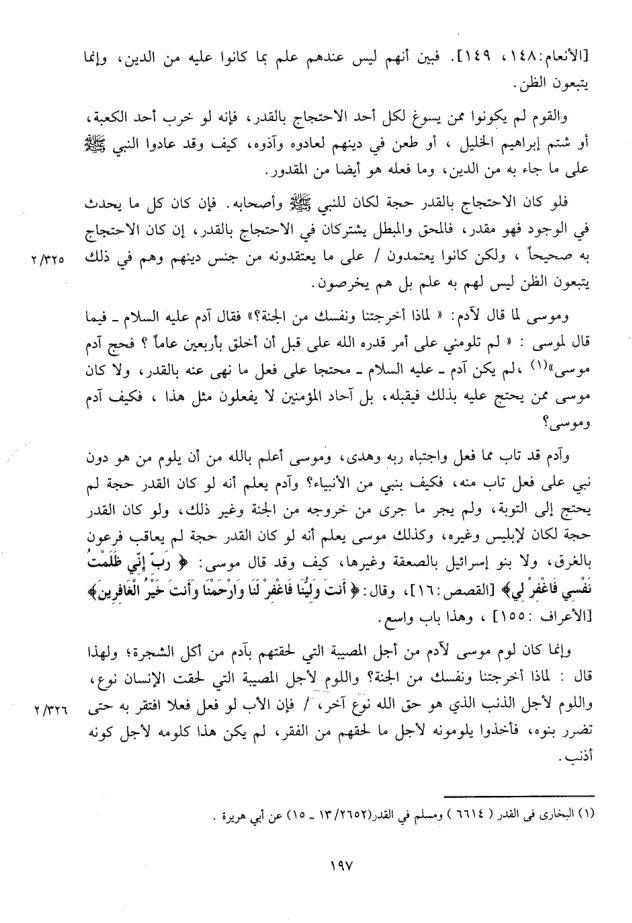 [الأنعام:١٤٨، ١٤٩]. فبين أنهم ليس عندهم علم بما كانوا عليه من الدين، وإنما
يتبعون الظن.
والقوم لم يكونوا ممن يسوغ لكل أحد الاحتجاج بالقدر، فإنه لو خرب أحد الكعبة،
أو شتم إبراهيم الخليل ، أو طعن في دينهم لعادوه وآذوه، كيف وقد عادوا النبي ﷺ
على ما جاء به من الدين، وما فعله هو أيضا من المقدور.
فلو كان الاحتجاج بالقدر حجة لكان للنبي ﷺ وأصحابه. فإن كان كل ما يحدث
في الوجود فهو مقدر، فالمحق والمبطل يشتركان في الاحتجاج بالقدر، إن كان الاحتجاج
به صحيحاً ، ولكن كانوا يعتمدون / على ما يعتقدونه من جنس دينهم وهم في ذلك ٢/٣٢٥
يتبعون الظن ليس لهم به علم بل هم يخرصون.
وموسى لما قال لآدم: « لماذا أخرجتنا ونفسك من الجنة؟» فقال آدم عليه السلام ـ فيما
قال لموسى : « لم تلومني على أمر قدره الله على قبل أن أخلق بأربعين عاماً ؟ فحج آدم
موسى»(١) ،لم يكن آدم ـ عليه السلام ـ محتجا على فعل ما نهى عنه بالقدر، ولا كان
موسى ممن يحتج عليه بذلك فيقبله، بل آحاد المؤمنين لا يفعلون مثل هذا ، فكيف آدم
وموسى؟
وآدم قد تاب مما فعل واجتباه ربه وهدى، وموسى أعلم بالله من أن يلوم من هو دون
نبي على فعل تاب منه، فكيف بنبي من الأنبياء؟ وآدم يعلم أنه لو كان القدر حجة لم
يحتج إلى التوبة، ولم يجر ما جرى من خروجه من الجنة وغير ذلك، ولو كان القدر
حجة لكان لإبليس وغيره، وكذلك موسى يعلم أنه لو كان القدر حجة لم يعاقب فرعون
بالغرق، ولا بنو إسرائيل بالصعقة وغيرها، كيف وقد قال موسى: ﴿ رَبِّ إِنِّي ظَلَمْتُ
نَفْسِي فَاغْفِرْ لِي﴾ [القصص:١٦]، وقال:﴿ أَنتَ وَلِيُّنَا فَاغْفِرْ لَنَا وَارْحَمْنَا وَأَنتَ خَيْرُ الْغَافِرِينَ﴾
[الأعراف :١٥٥] ، وهذا باب واسع.
وإنما كان لوم موسى لآدم من أجل المصيبة التي لحقتهم بآدم من أكل الشجرة؛ ولهذا
قال : لماذا أخرجتنا ونفسك من الجنة؟ واللوم لأجل المصيبة التي لحقت الإنسان نوع،
واللوم لأجل الذنب الذي هو حق الله نوع آخر، / فإن الأب لو فعل فعلا افتقر به حتى ٢/٣٢٦
تضرر بنوه، فأخذوا يلومونه لأجل ما لحقهم من الفقر، لم يكن هذا كلومه لأجل كونه
أذنب.
(١) البخارى فى القدر ( ٦٦١٤ ) ومسلم في القدر(٢٦٥٢/ ١٣ ـ ١٥) عن أبي هريرة .
١٩٧